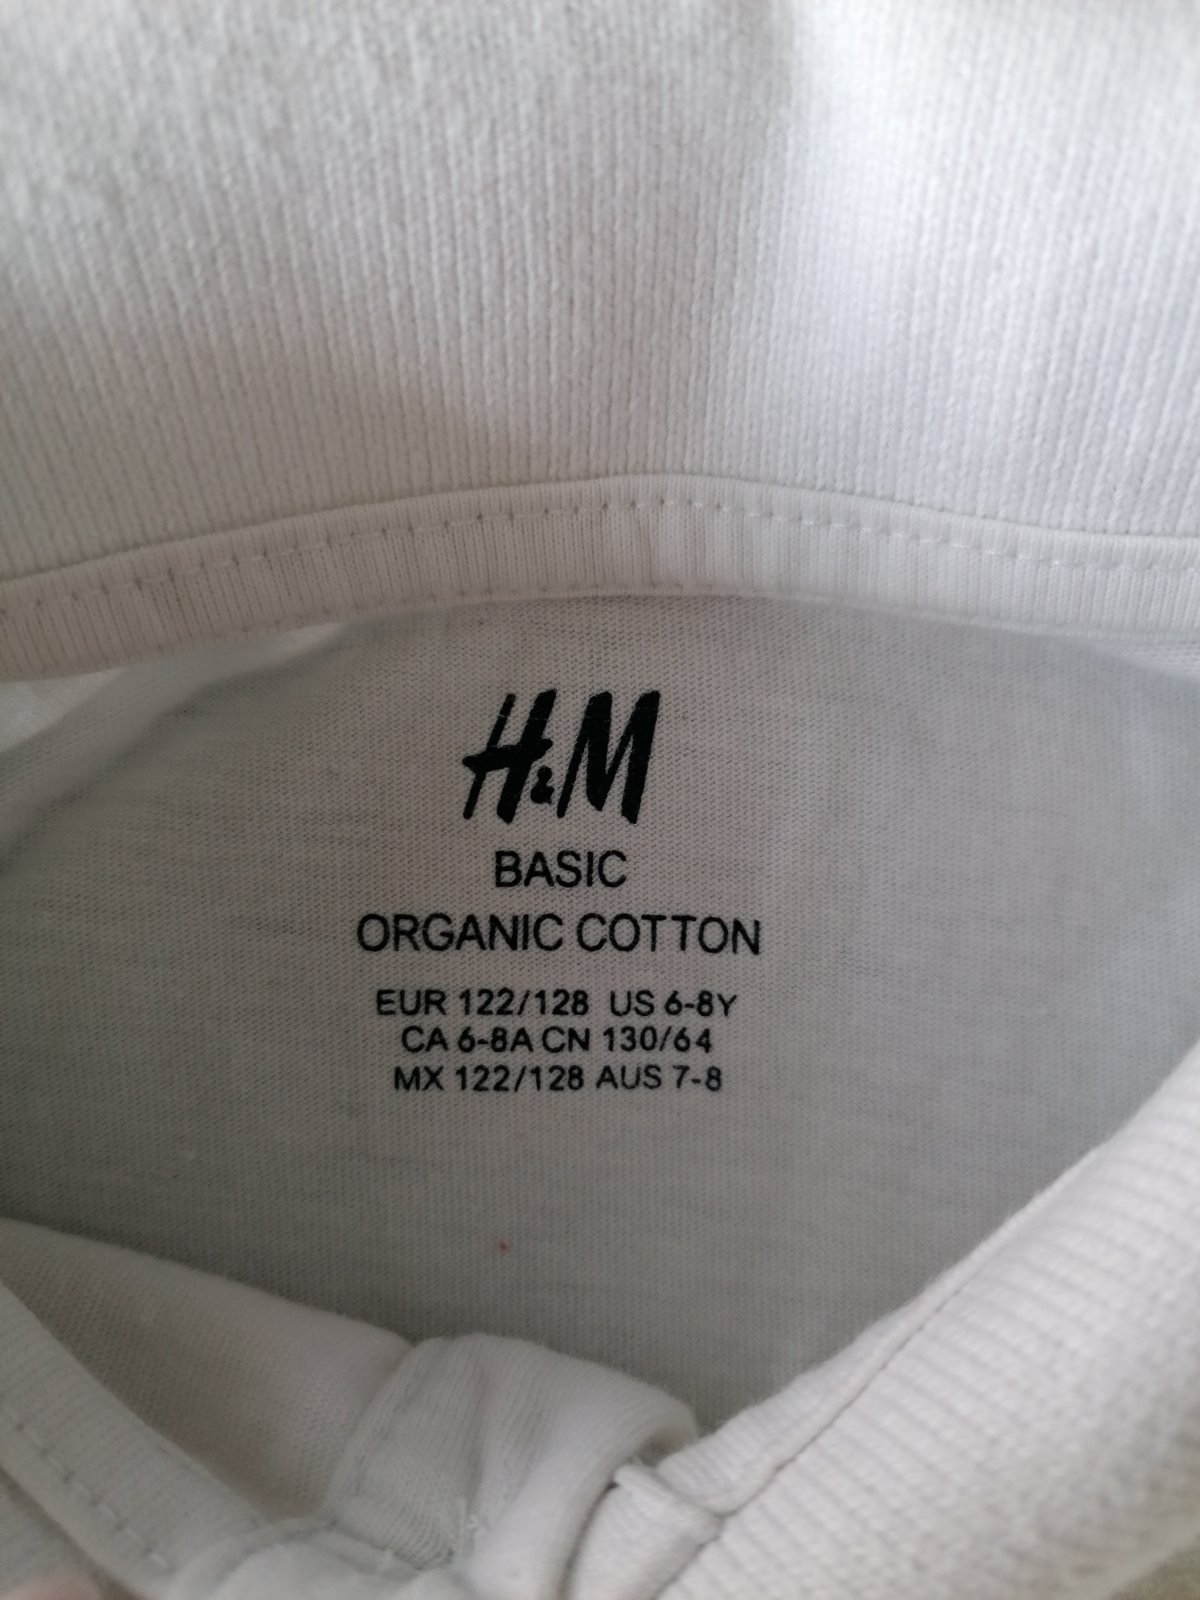 H&M
BASIC
ORGANIC COTTON
EUR 122/128 US 6-8Y
CA 6-8A CN 130/64
MX 122/128 AUS 7-8